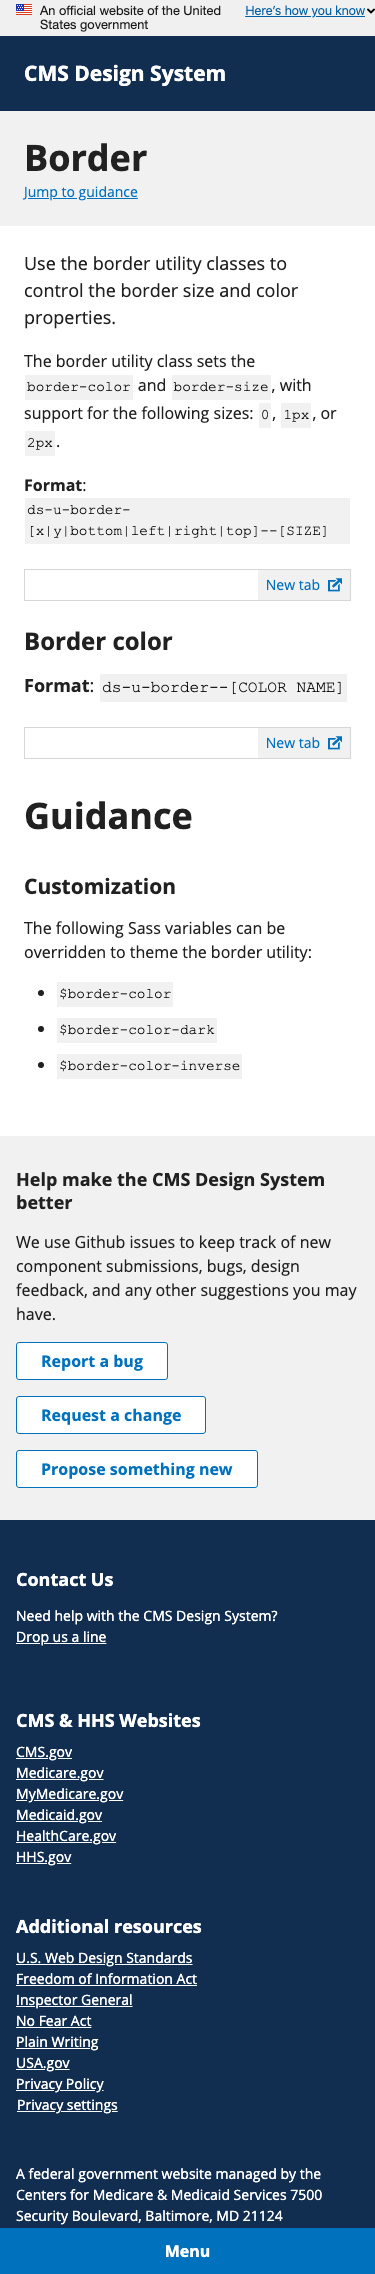 An official website of the United
States government
Here's how you know
CMS Design System
Border
Jump to guidance
Use the border utility classes to
control the border size and color
properties.
The border utility class sets the
border-color and border-size, with
support for the following sizes: 0, 1px, or
2px.
Format:
ds-u-border-
[x|y|bottom|left|right|top]--[SIZE]
New tab
Border color
Format: ds-u-border--[COLOR NAME]
New tab
Guidance
Customization
The following Sass variables can be
overridden to theme the border utility:
• $border-color
• $border-color-dark
• $border-color-inverse
Help make the CMS Design System
better
We use Github issues to keep track of new
component submissions, bugs, design
feedback, and any other suggestions you may
have.
Report a bug
Request a change
Propose something new
Contact Us
Need help with the CMS Design System?
Drop us a line
CMS & HHS Websites
CMS.gov
Medicare.gov
MyMedicare.gov
Medicaid.gov
HealthCare.gov
HHS.gov
Additional resources
U.S. Web Design Standards
Freedom of Information Act
Inspector General
No Fear Act
Plain Writing
USA.gov
Privacy Policy
Privacy settings
A federal government website managed by the
Centers for Medicare & Medicaid Services 7500
Security Boulevard, Baltimore, MD 21124
Menu